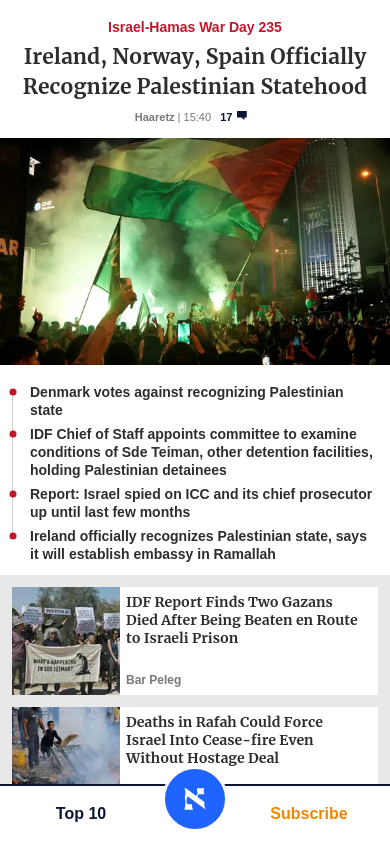 Israel-Hamas War Day 235
Ireland, Norway, Spain Officially
Recognize Palestinian Statehood
Haaretz | 15:40 17
Denmark votes against recognizing Palestinian
state
IDF Chief of Staff appoints committee to examine
conditions of Sde Teiman, other detention facilities,
holding Palestinian detainees
Report: Israel spied on ICC and its chief prosecutor
up until last few months
Ireland officially recognizes Palestinian state, says
it will establish embassy in Ramallah
WHAT'S HAPPENING
IN SDE TEIMAN?
IDF Report Finds Two Gazans
Died After Being Beaten en Route
to Israeli Prison
Bar Peleg
Deaths in Rafah Could Force
Israel Into Cease-fire Even
Without Hostage Deal
Top 10
Subscribe